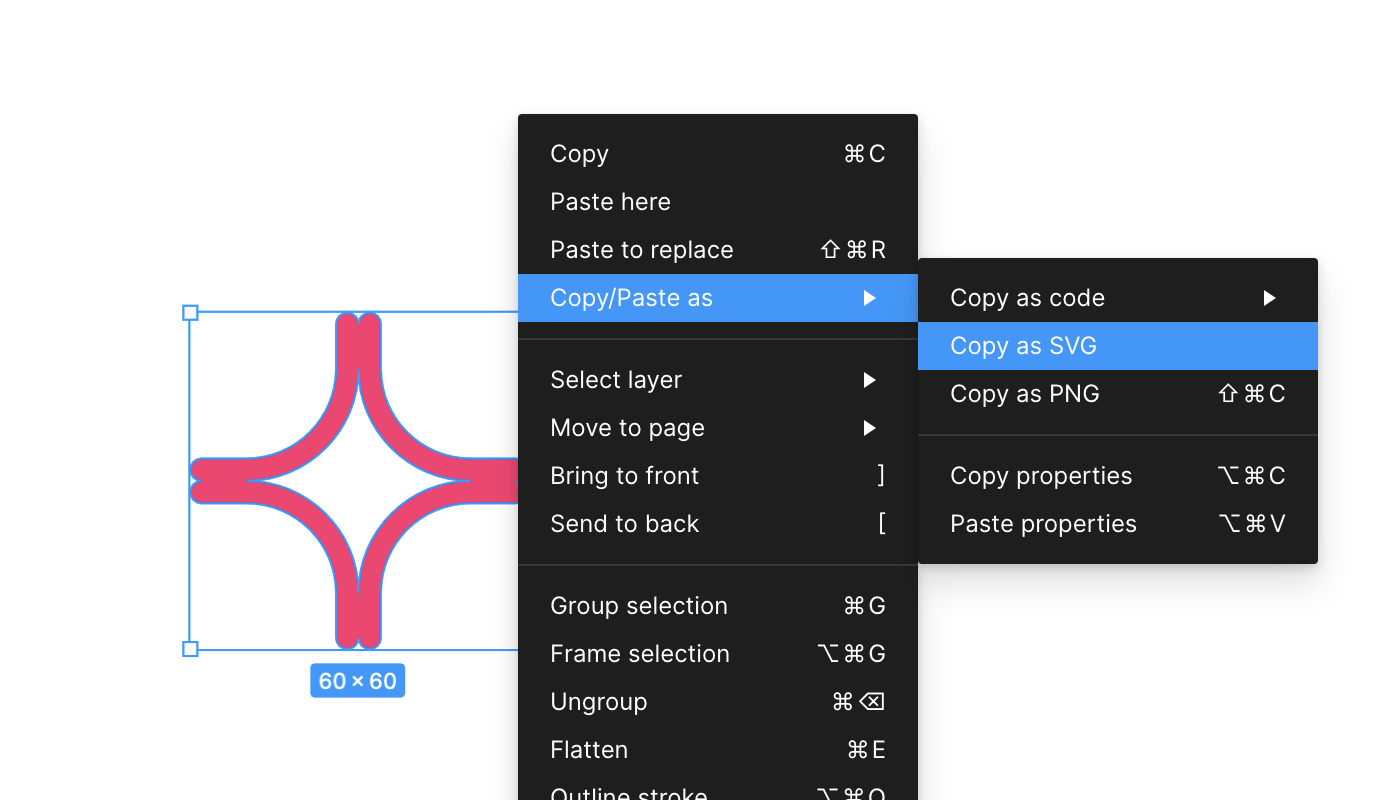 Copy ⌘C
Paste here
Paste to replace ⇧⌘R
Copy/Paste as ▶
Select layer ▶
Move to page ▶
Bring to front ]
Send to back [
Group selection ⌘G
Frame selection ⌥⌘G
Ungroup ⌘⌫
Flatten ⌘E
Outline stroke ⌥⌘O
Copy as code ▶
Copy as SVG
Copy as PNG ⇧⌘C
Copy properties ⌥⌘C
Paste properties ⌥⌘V
60 × 60